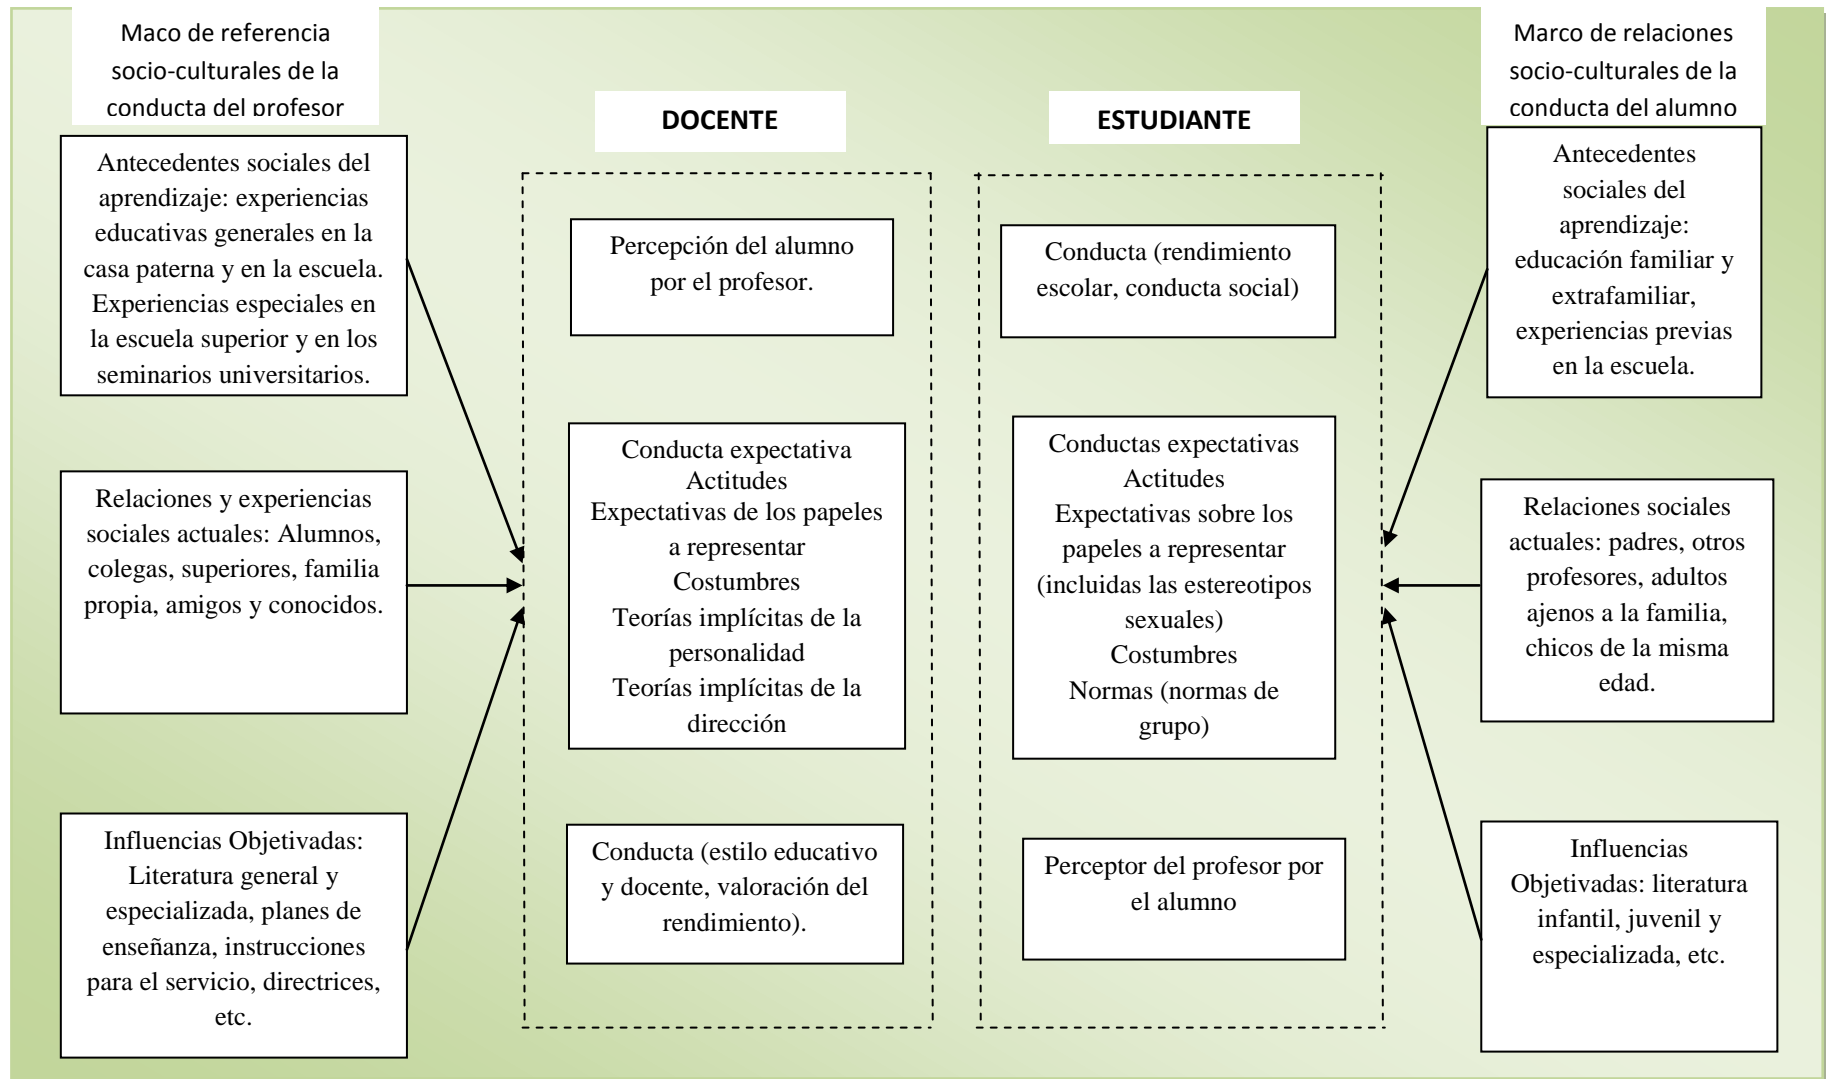 Maco de referencia
socio-culturales de la
conducta del profesor
Antecedentes sociales del
aprendizaje: experiencias
educativas generales en la
casa paterna y en la escuela.
Experiencias especiales en
la escuela superior y en los
seminarios universitarios.
Relaciones y experiencias
sociales actuales: Alumnos,
colegas, superiores, familia
propia, amigos y conocidos.
Influencias Objetivadas:
Literatura general y
especializada, planes de
enseñanza, instrucciones
para el servicio, directrices,
etc.
DOCENTE
Percepción del alumno
por el profesor.
Conducta expectativa
Actitudes
Expectativas de los papeles
a representar
Costumbres
Teorías implícitas de la
personalidad
Teorías implícitas de la
dirección
Conducta (estilo educativo
y docente, valoración del
rendimiento).
ESTUDIANTE
Conducta (rendimiento
escolar, conducta social)
Conductas expectativas
Actitudes
Expectativas sobre los
papeles a representar
(incluidas las estereotipos
sexuales)
Costumbres
Normas (normas de
grupo)
Perceptor del profesor por
el alumno
Marco de relaciones
socio-culturales de la
conducta del alumno
Antecedentes
sociales del
aprendizaje:
educación familiar y
extrafamiliar,
experiencias previas
en la escuela.
Relaciones sociales
actuales: padres, otros
profesores, adultos
ajenos a la familia,
chicos de la misma
edad.
Influencias
Objetivadas: literatura
infantil, juvenil y
especializada, etc.